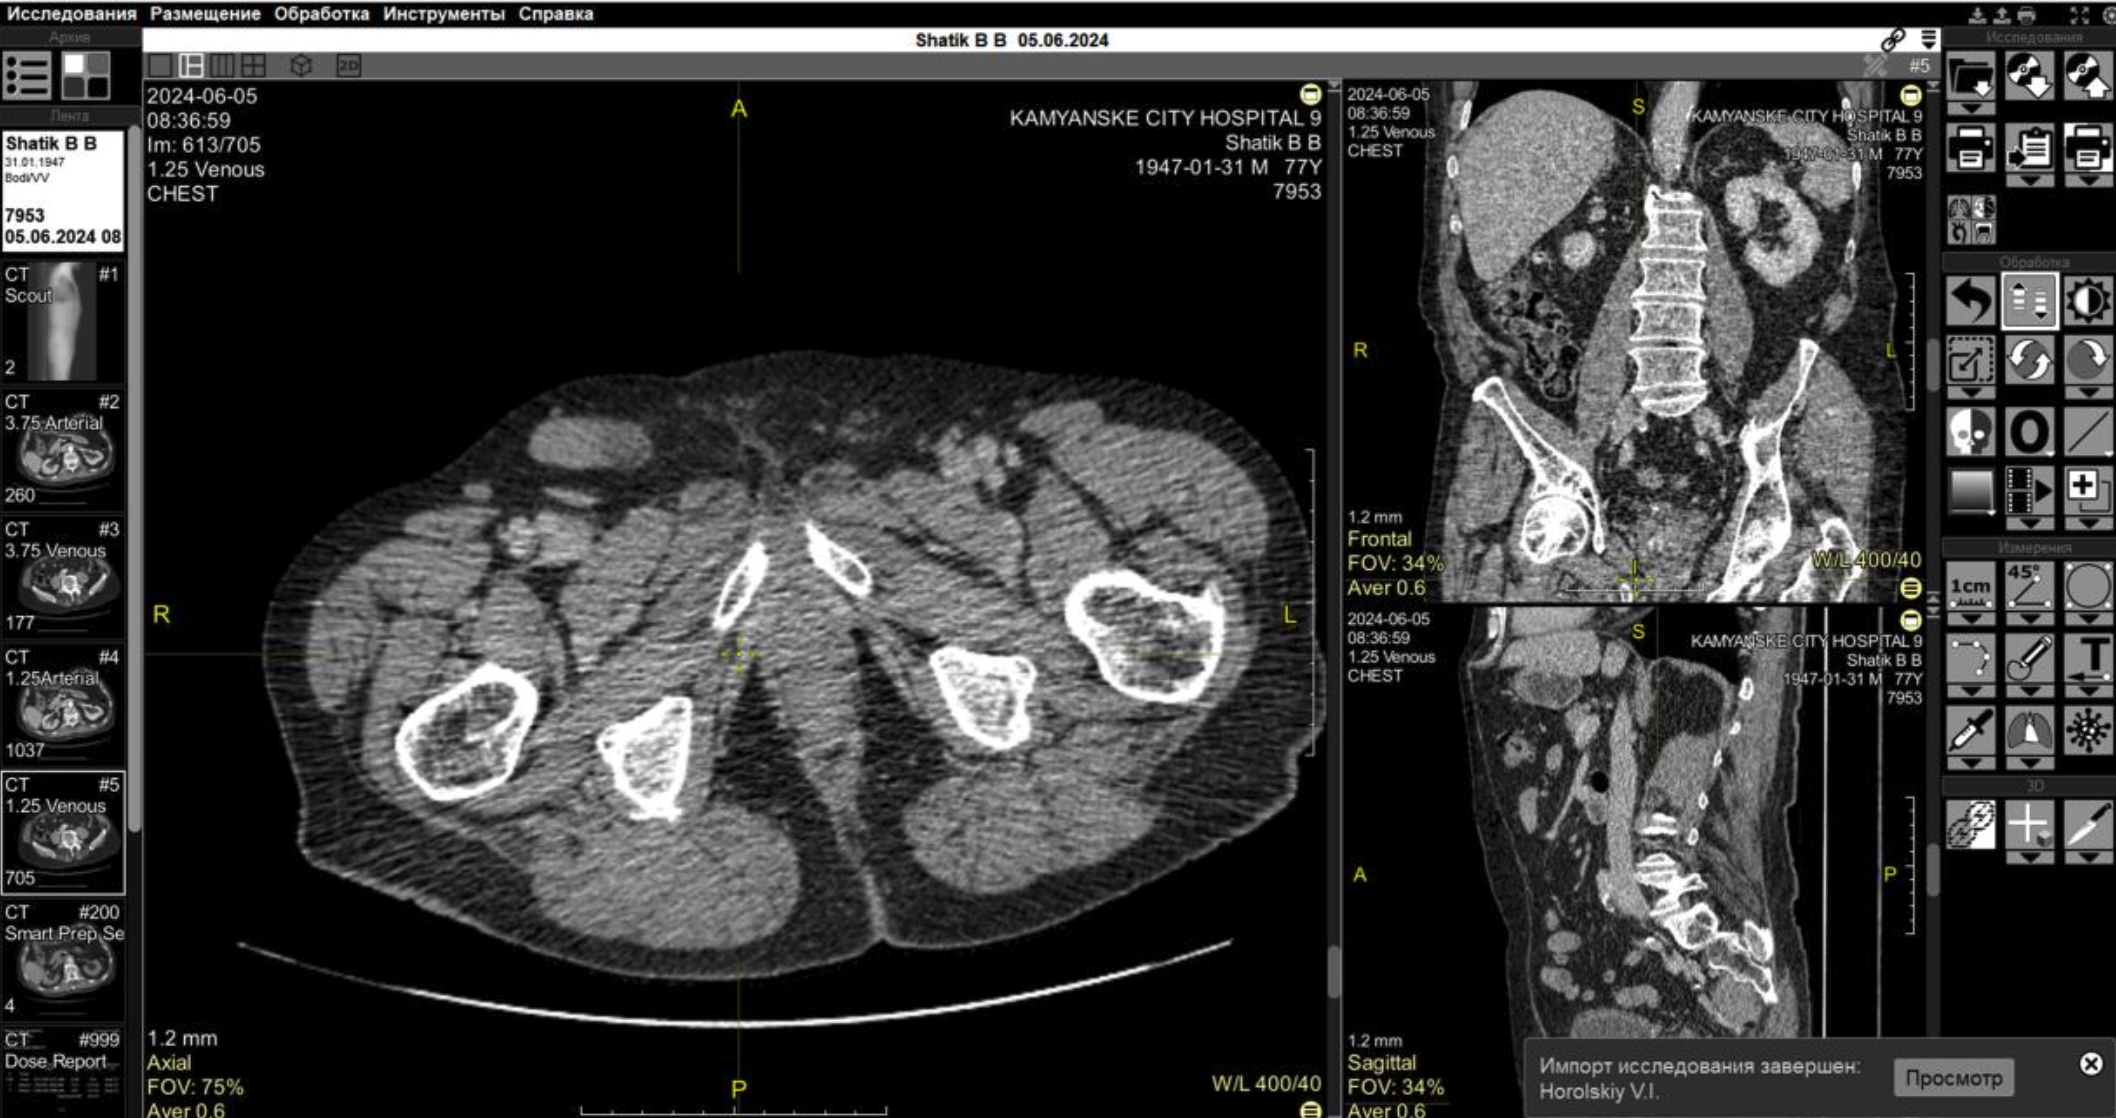 Исследования Размещение Обработка Инструменты Справка
Архив
Shatik B B 05.06.2024
Исследования
2D
#5
Лента
Shatik B B
31.01.1947
Bodi/VV
7953
05.06.2024 08
CT #1
Scout
2
CT #2
3.75 Arterial
260
CT #3
3.75 Venous
177
CT #4
1.25Arterial
1037
CT #5
1.25 Venous
705
CT #200
Smart Prep Se
4
CT #999
Dose Report
2024-06-05
08:36:59
Im: 613/705
1.25 Venous
CHEST
A
KAMYANSKE CITY HOSPITAL 9
Shatik B B
1947-01-31 M 77Y
7953
R
L
1.2 mm
Axial
FOV: 75%
Aver 0.6
P
W/L 400/40
2024-06-05
08:36:59
1.25 Venous
CHEST
S
KAMYANSKE CITY HOSPITAL 9
Shatik B B
1947-01-31 M 77Y
7953
R
L
1.2 mm
Frontal
FOV: 34%
Aver 0.6
I
W/L 400/40
2024-06-05
08:36:59
1.25 Venous
CHEST
S
KAMYANSKE CITY HOSPITAL 9
Shatik B B
1947-01-31 M 77Y
7953
A
P
1.2 mm
Sagittal
FOV: 34%
Aver 0.6
Импорт исследования завершен:
Horolskiy V.I.
Просмотр
Обработка
Измерения
1cm
45°
T
3D